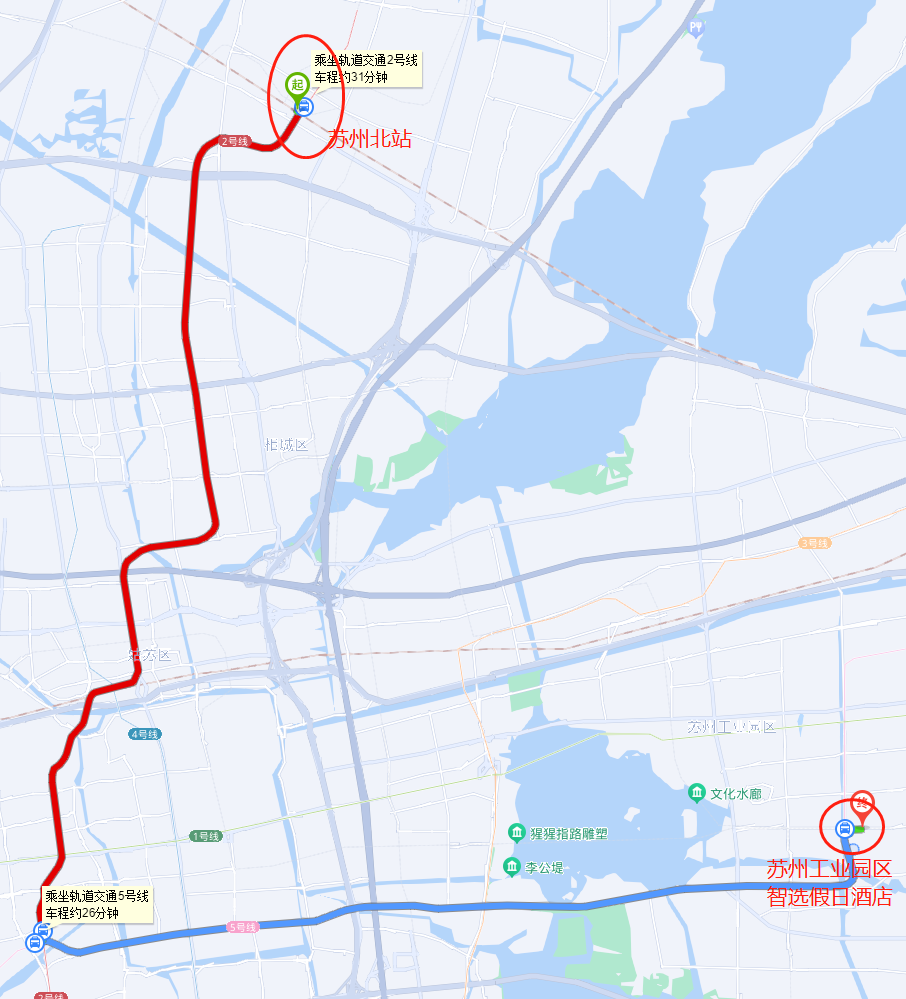 乘坐轨道交通2号线
车程约31分钟
起
苏州北站
2号线
相城区
3号线
姑苏区
4号线
苏州工业园区
文化水廊
终
1号线
猩猩指路雕塑
李公堤
苏州工业园区
智选假日酒店
乘坐轨道交通5号线
车程约26分钟
5号线
2号线